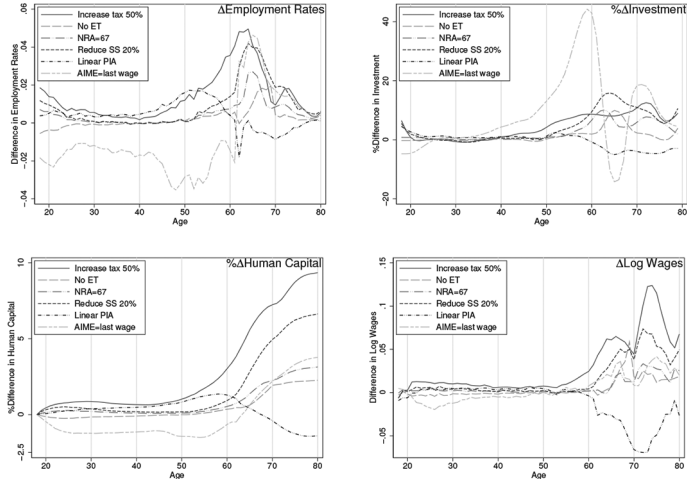 ΔEmployment Rates
Increase tax 50%
No ET
NRA=67
Reduce SS 20%
Linear PIA
AIME=last wage
Difference in Employment Rates
.06
.04
.02
0
-.02
-.04
20 30 40 50 60 70 80
Age
%ΔInvestment
Increase tax 50%
No ET
NRA=67
Reduce SS 20%
Linear PIA
AIME=last wage
%Difference in Investment
40
20
0
-20
20 30 40 50 60 70 80
Age
%ΔHuman Capital
Increase tax 50%
No ET
NRA=67
Reduce SS 20%
Linear PIA
AIME=last wage
%Difference in Human Capital
10
5
0
-2.5
20 30 40 50 60 70 80
Age
ΔLog Wages
Increase tax 50%
No ET
NRA=67
Reduce SS 20%
Linear PIA
AIME=last wage
Difference in Log Wages
.15
.1
.05
0
-.05
20 30 40 50 60 70 80
Age